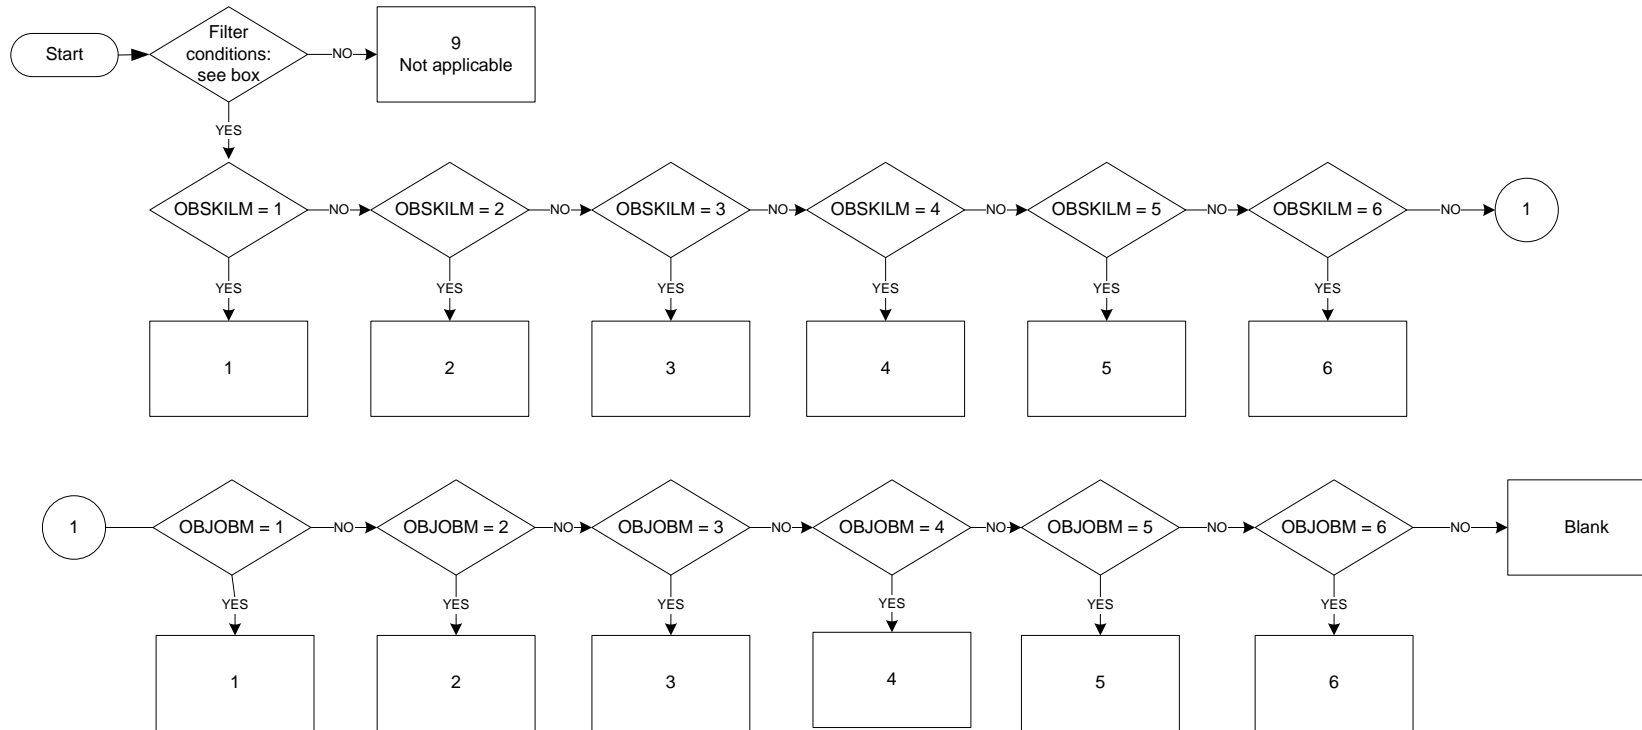 Start
Filter
conditions:
see box
NO
9
Not applicable
YES
OBSKILM = 1
NO
OBSKILM = 2
NO
OBSKILM = 3
NO
OBSKILM = 4
NO
OBSKILM = 5
NO
OBSKILM = 6
NO
1
YES
YES
YES
YES
YES
YES
1
2
3
4
5
6
1
OBJOBM = 1
NO
OBJOBM = 2
NO
OBJOBM = 3
NO
OBJOBM = 4
NO
OBJOBM = 5
NO
OBJOBM = 6
NO
Blank
YES
YES
YES
YES
YES
YES
1
2
3
4
5
6